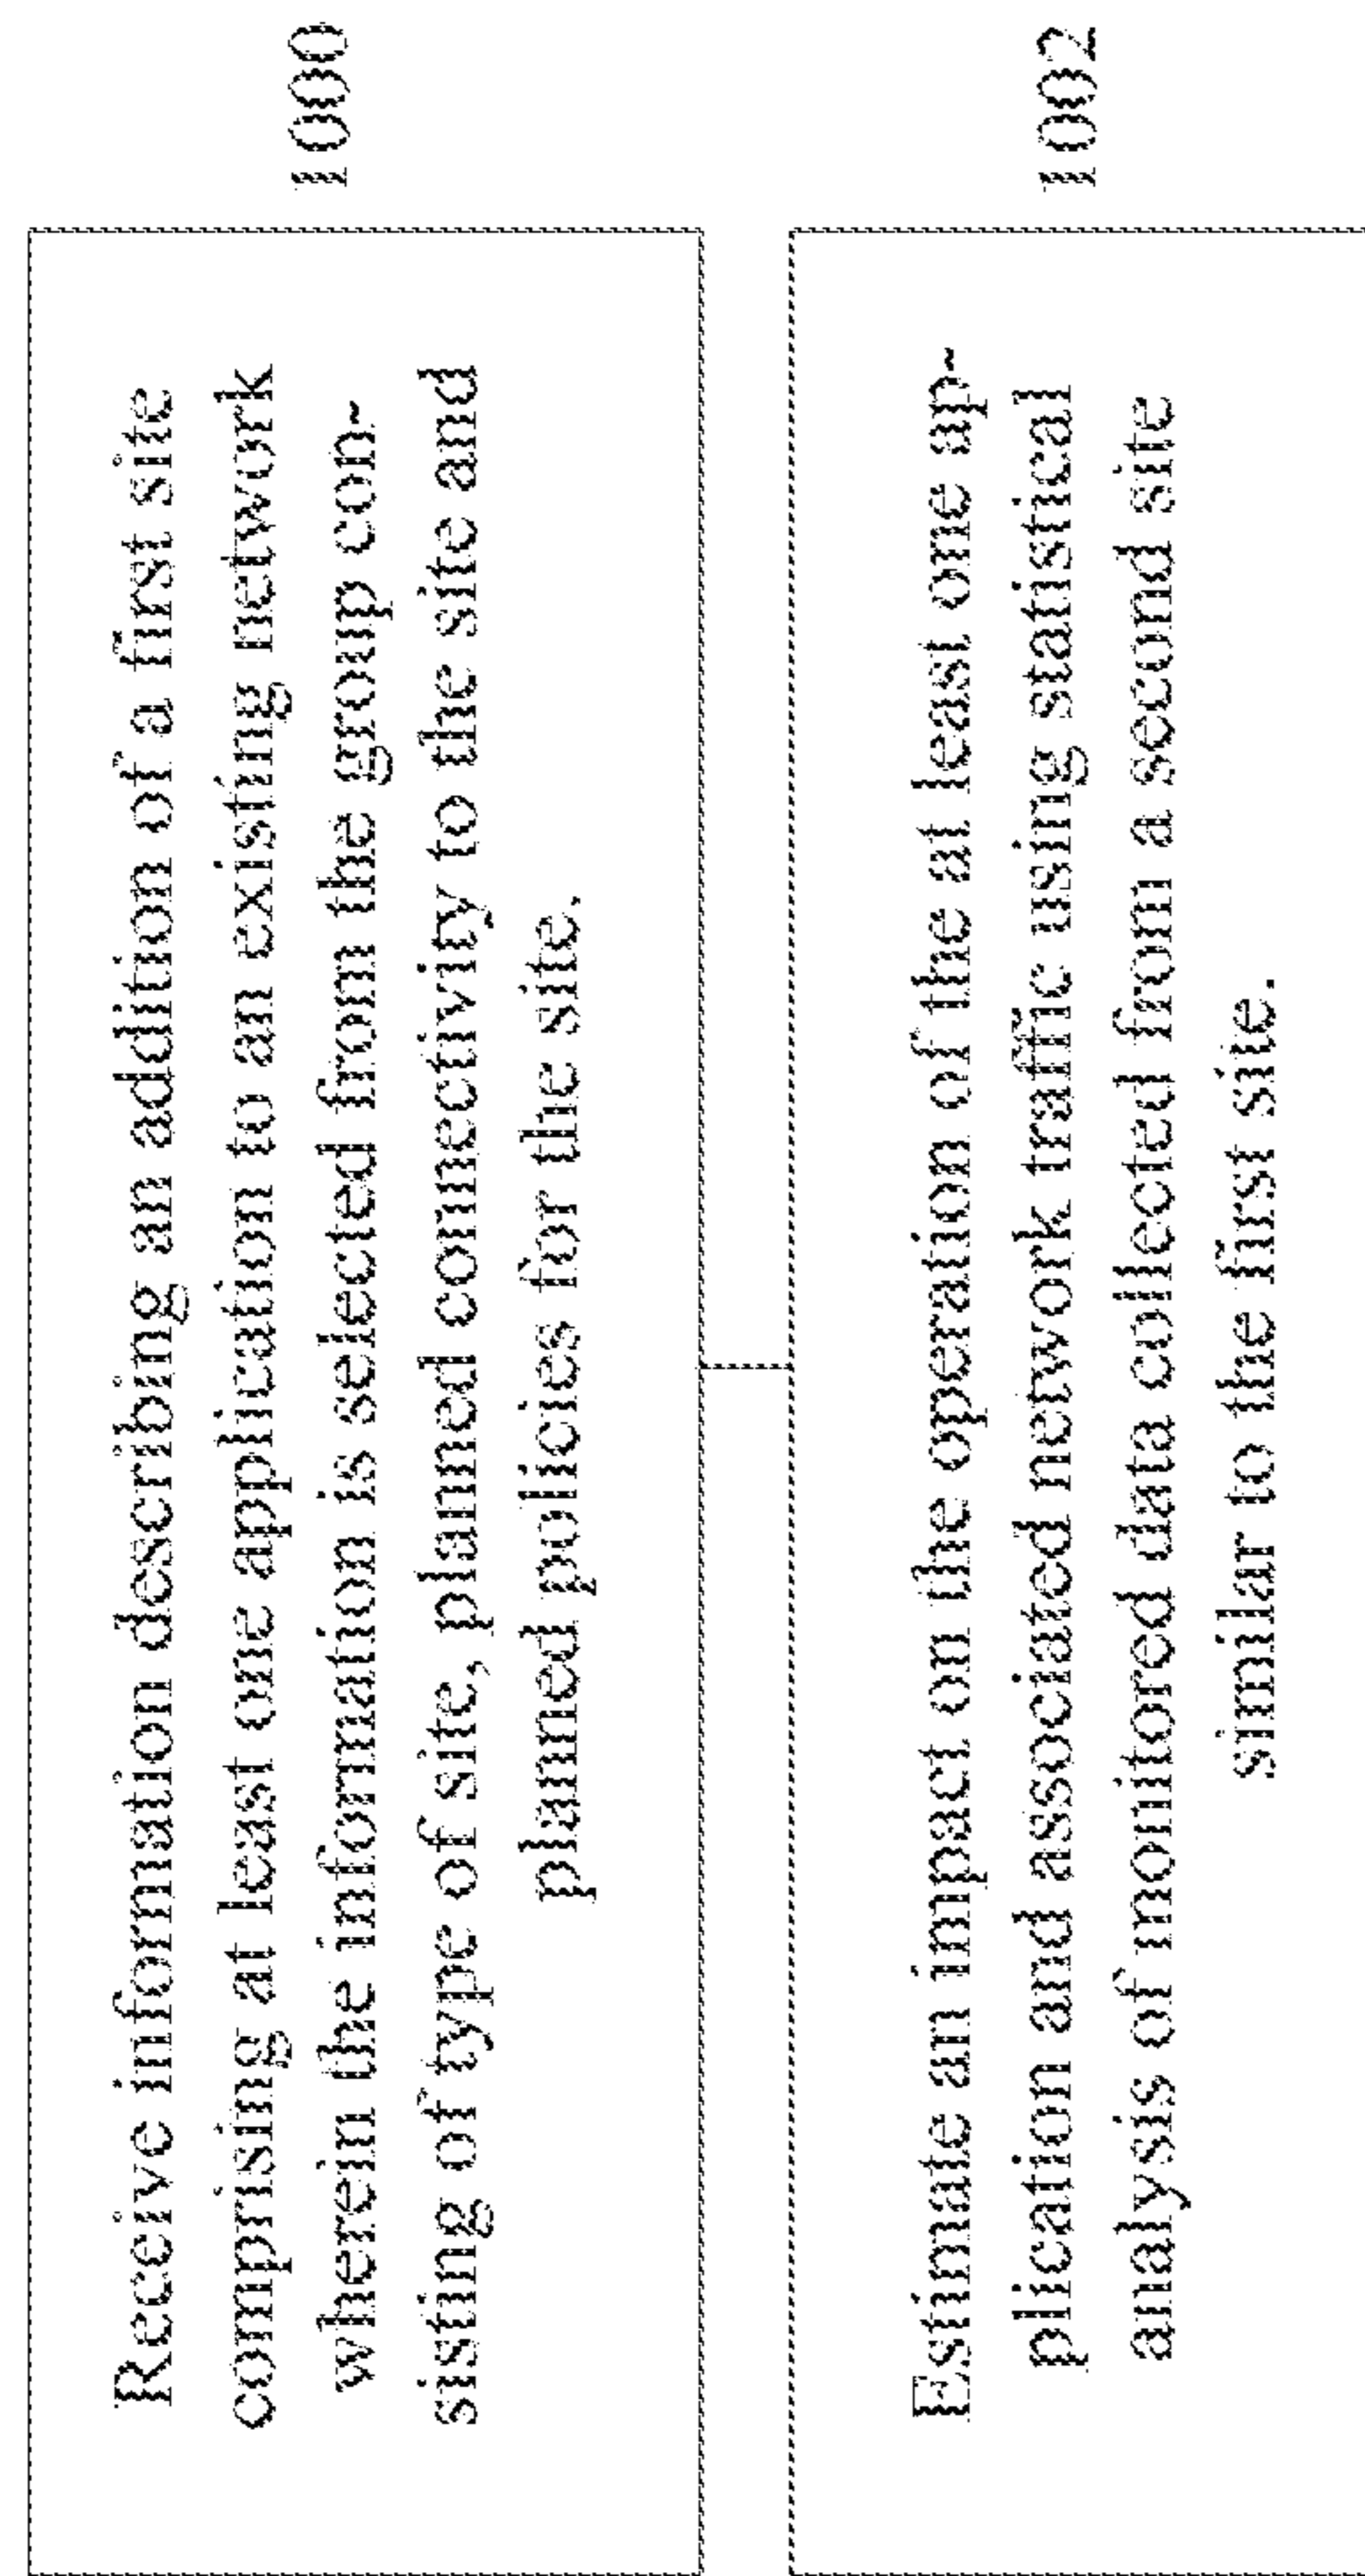 Receive information describing an addition of a first site
comprising at least one application to an existing network
wherein the information is selected from the group con-
sisting of type of site, planned connectivity to the site and
planned policies for the site.
1000
Estimate an impact on the operation of the at least one ap-
plication and associated network traffic using statistical
analysis of monitored data collected from a second site
similar to the first site.
1002